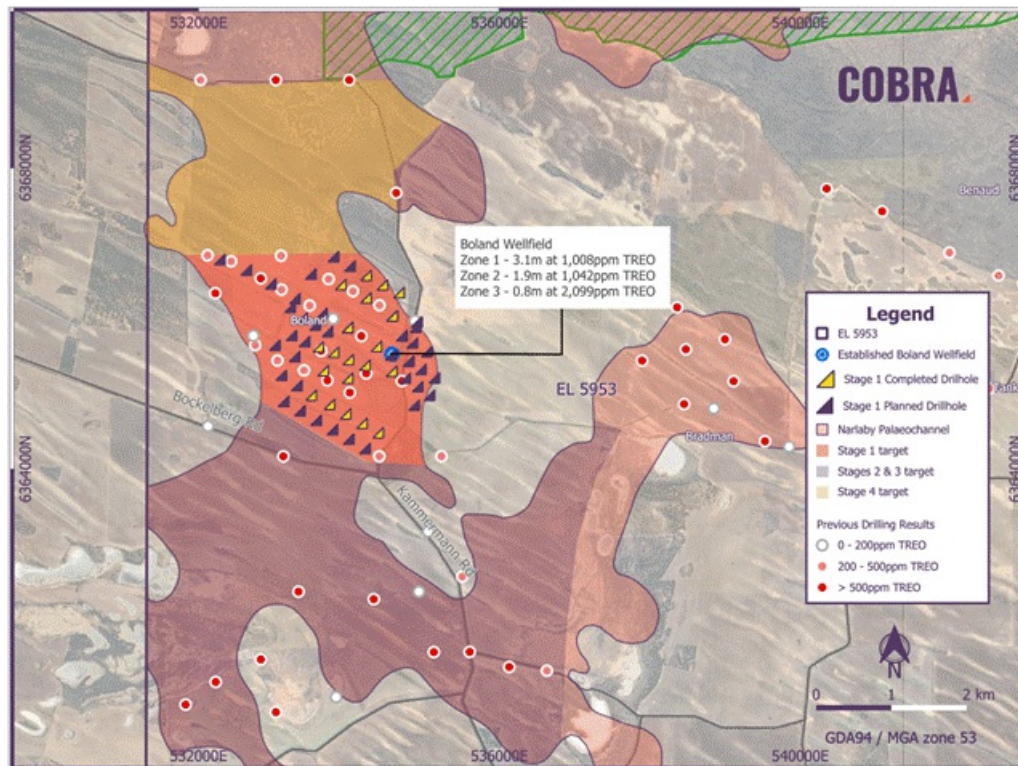 532000E
536000E
540000E
COBRA.
6368000N
6368000N
Benaud
Boland Wellfield
Zone 1 - 3.1m at 1,008ppm TREO
Zone 2 - 1.9m at 1,042ppm TREO
Zone 3 - 0.8m at 2,099ppm TREO
Boland
EL 5953
Bockelberg Rd
Bradman
6364000N
6364000N
Kammermann Rd
Legend
EL 5953
Established Boland Wellfield
Stage 1 Completed Drillhole
Stage 1 Planned Drillhole
Narlaby Palaeochannel
Stage 1 target
Stages 2 & 3 target
Stage 4 target
Previous Drilling Results
0 - 200ppm TREO
200 - 500ppm TREO
> 500ppm TREO
N
0 1 2 km
GDA94 / MGA zone 53
532000E
536000E
540000E